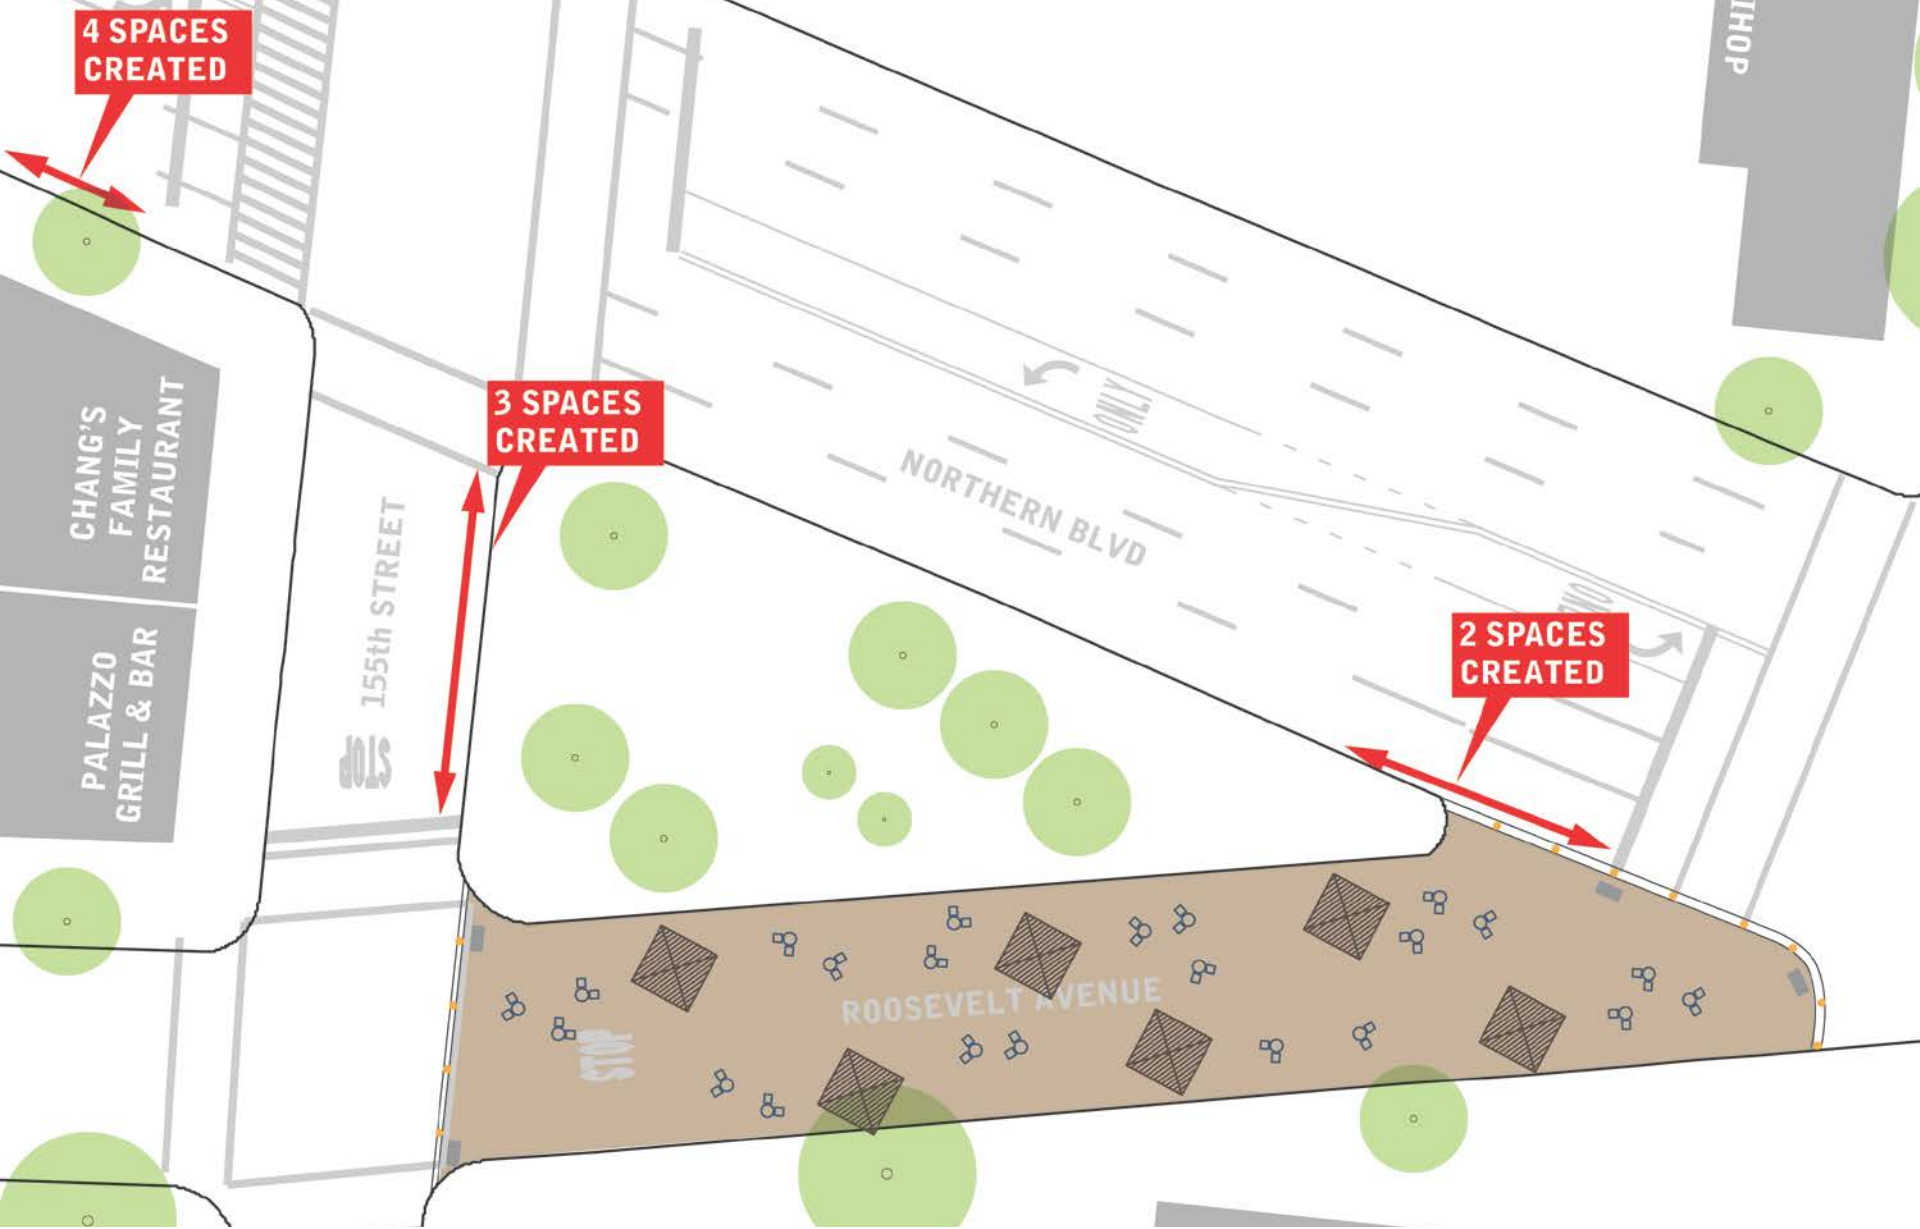 4 SPACES
CREATED
IHOP
3 SPACES
CREATED
ONLY
NORTHERN BLVD
CHANG'S
FAMILY
RESTAURANT
155th STREET
ONLY
2 SPACES
CREATED
PALAZZO
GRILL & BAR
STOP
ROOSEVELT AVENUE
STOP